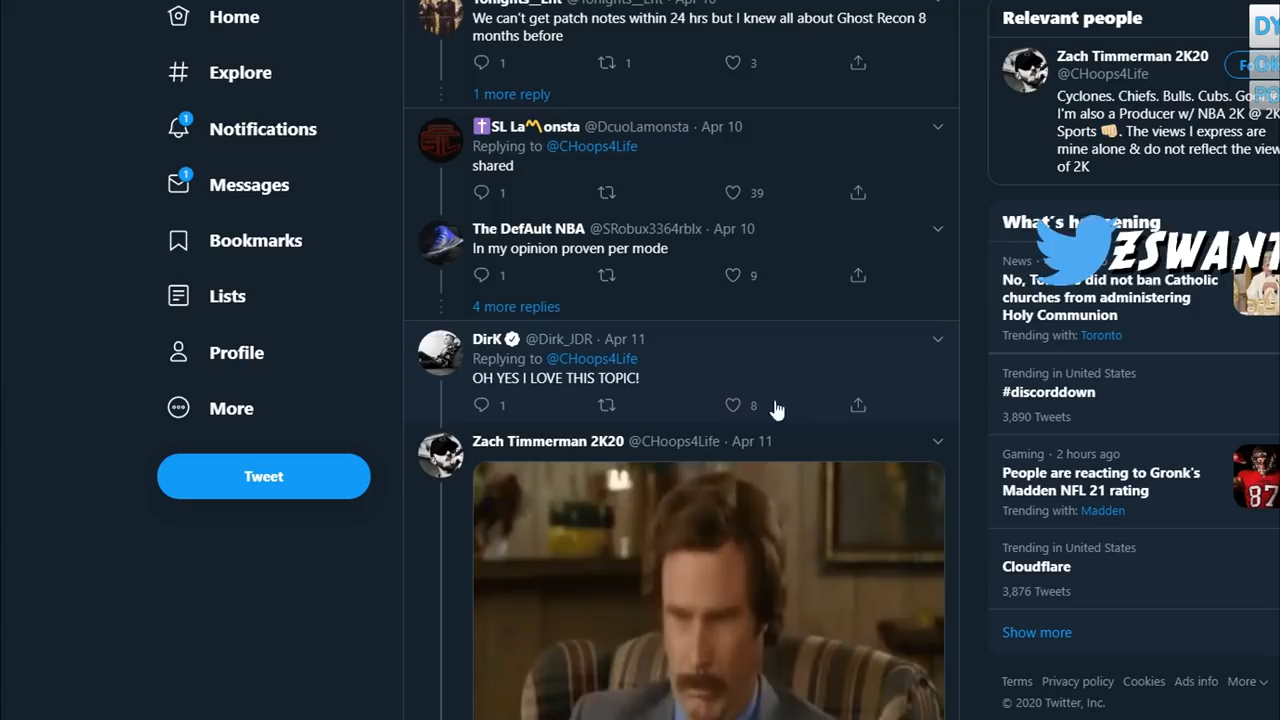 Home
Explore
1
Notifications
1
Messages
Bookmarks
Lists
Profile
More
Tweet
We can't get patch notes within 24 hrs but I knew all about Ghost Recon 8
months before
1 1 3
1 more reply
SL La onsta @DcuoLamonsta · Apr 10
Replying to @CHoops4Life
shared
1 39
The DefAult NBA @SRobux3364rblx · Apr 10
In my opinion proven per mode
1 9
4 more replies
DirK @Dirk_JDR · Apr 11
Replying to @CHoops4Life
OH YES I LOVE THIS TOPIC!
1 8
Zach Timmerman 2K20 @CHoops4Life · Apr 11
Relevant people
Zach Timmerman 2K20
@CHoops4Life
Cyclones. Chiefs. Bulls. Cubs.
I'm also a Producer w/ NBA 2K @ 2K
Sports. The views I express are
mine alone & do not reflect the view
of 2K
What's happening
ZSWANT
News ·
No, did not ban Catholic
churches from administering
Holy Communion
Trending with: Toronto
Trending in United States
#discorddown
3,890 Tweets
Gaming · 2 hours ago
People are reacting to Gronk's
Madden NFL 21 rating
Trending with: Madden
87
Trending in United States
Cloudflare
3,876 Tweets
Show more
Terms Privacy policy Cookies Ads info More
© 2020 Twitter, Inc.